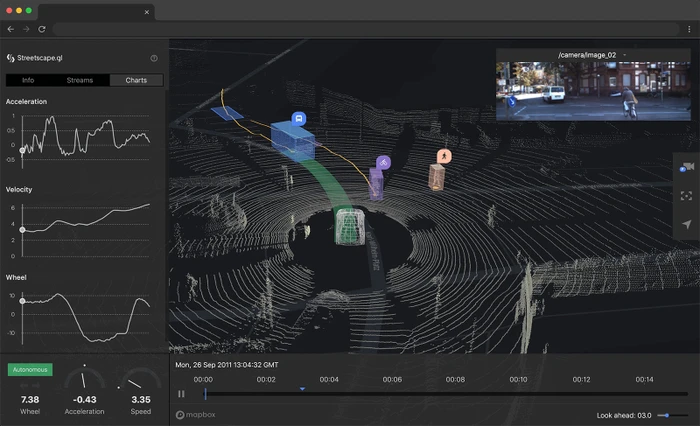 Streetscape.gl
Info Streams Charts
Acceleration
1
0.5
0
-0.5
Velocity
6
4
2
0
Wheel
10
0
-10
Autonomous
7.38 -0.43 3.35
Wheel Acceleration Speed
/camera/image_02
Mon, 26 Sep 2011 13:04:32 GMT
00:00 00:02 00:04 00:06 00:08 00:10 00:12 00:14
mapbox
Look ahead: 03.0